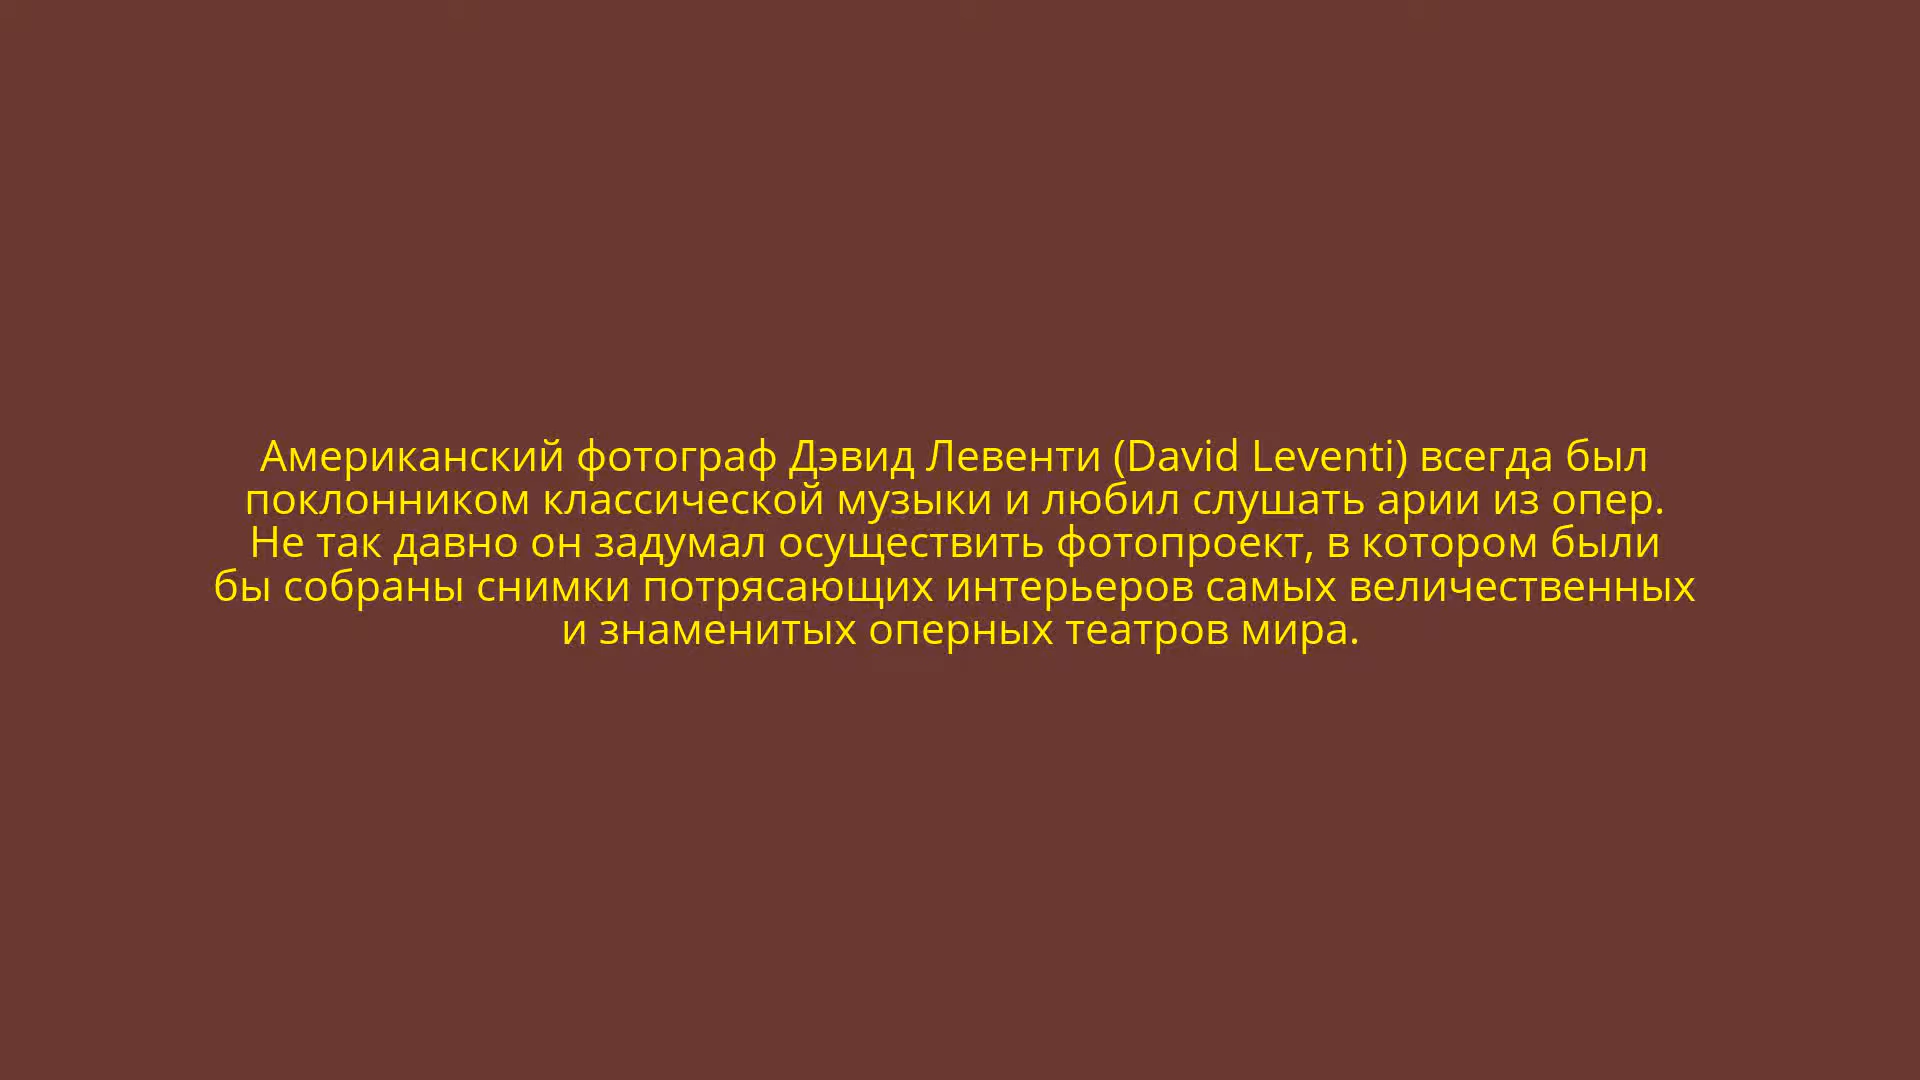 Американский фотограф Дэвид Левенти (David Leventi) всегда был
поклонником классической музыки и любил слушать арии из опер.
Не так давно он задумал осуществить фотопроект, в котором были
бы собраны снимки потрясающих интерьеров самых величественных
и знаменитых оперных театров мира.